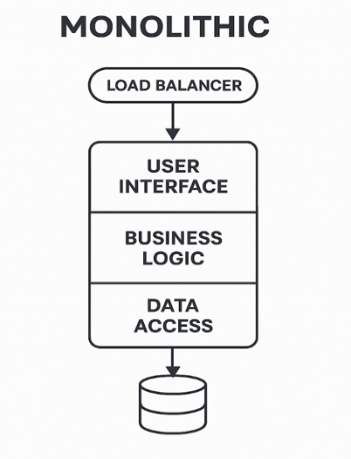 MONOLITHIC
LOAD BALANCER
USER
INTERFACE
BUSINESS
LOGIC
DATA
ACCESS